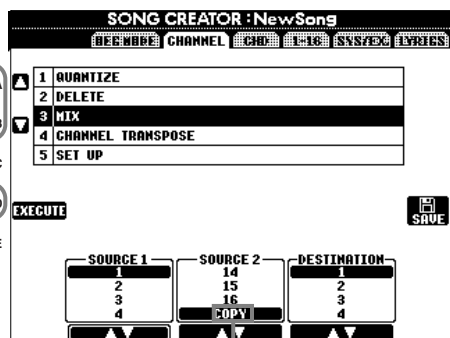 SONG CREATOR : NewSong
REC MODE CHANNEL CHD 1-16 SYS/EX. LYRICS
1 QUANTIZE
2 DELETE
3 MIX
4 CHANNEL TRANSPOSE
5 SET UP
EXECUTE
SAVE
SOURCE 1 SOURCE 2 DESTINATION
1 14 1
2 15 2
3 16 3
4 COPY 4